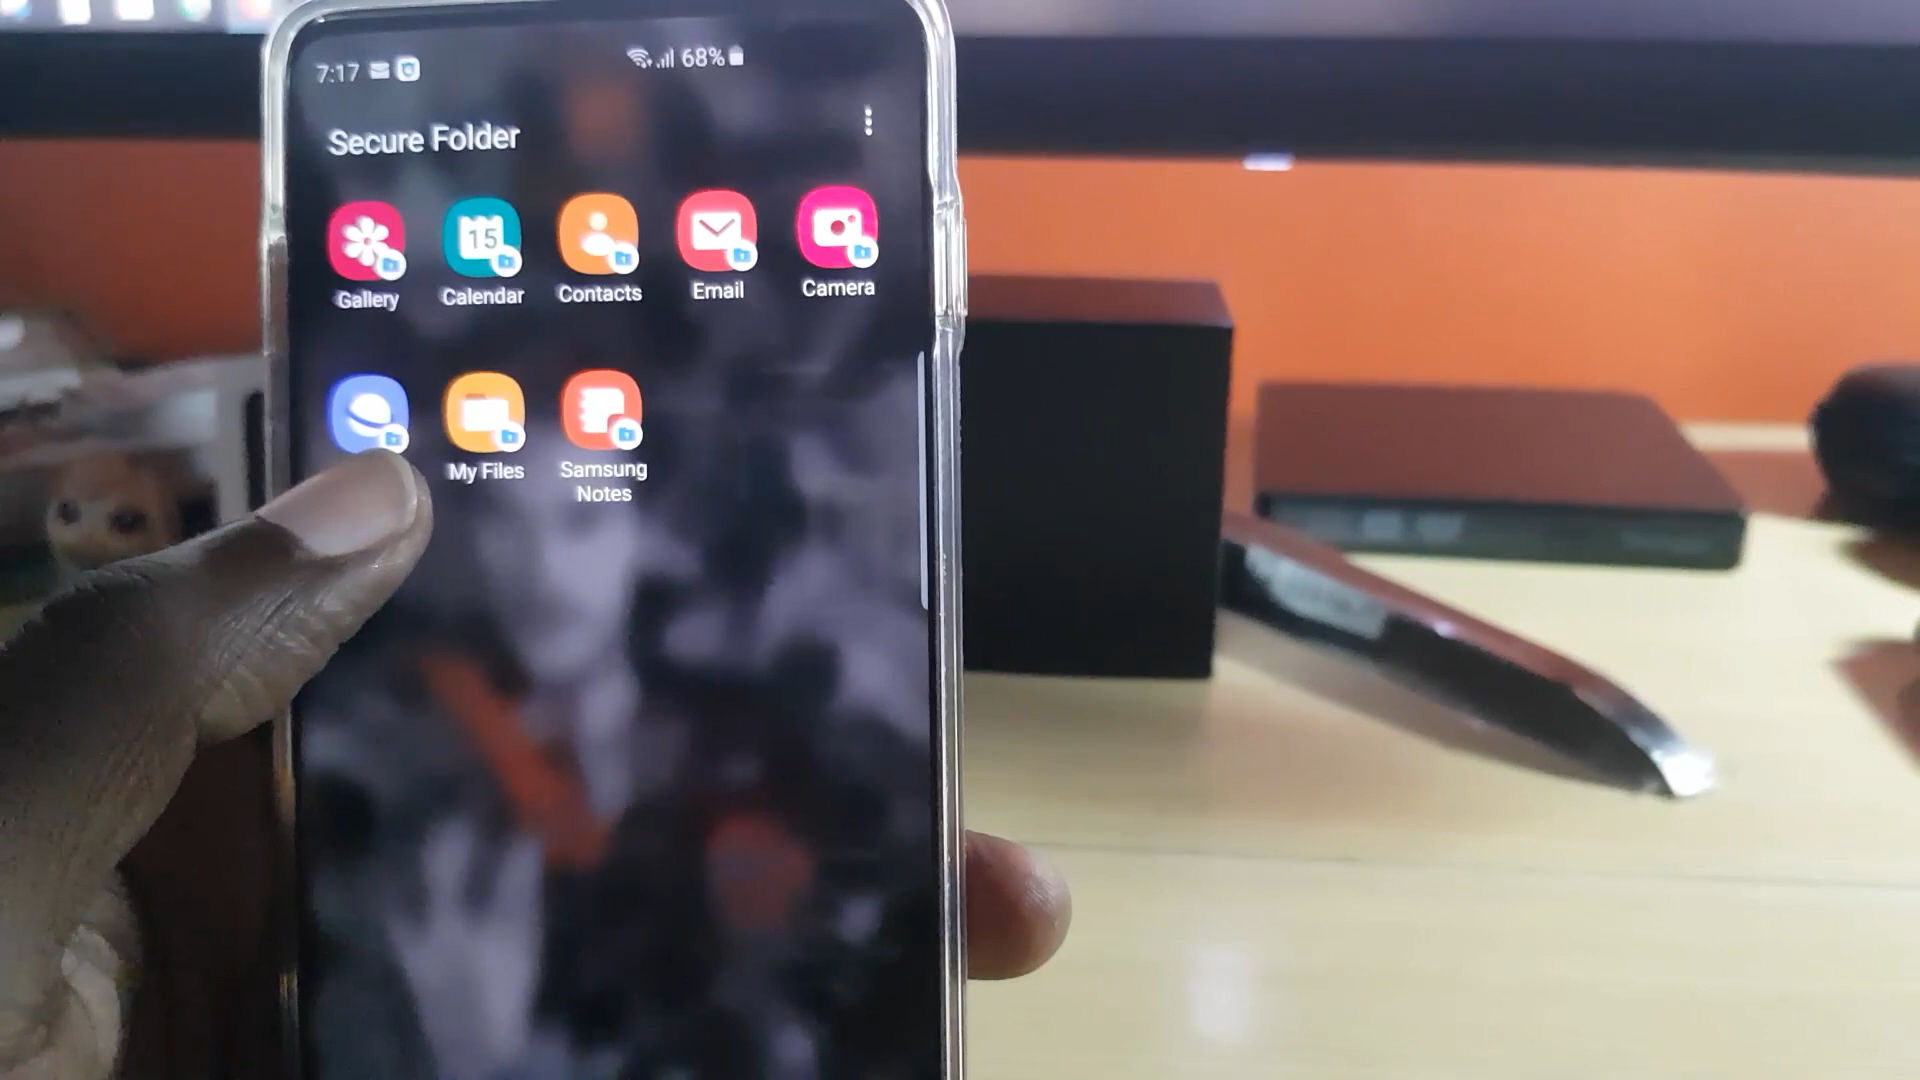 7:17
68%
Secure Folder
Gallery
15
Calendar
Contacts
Email
Camera
My Files
Samsung
Notes